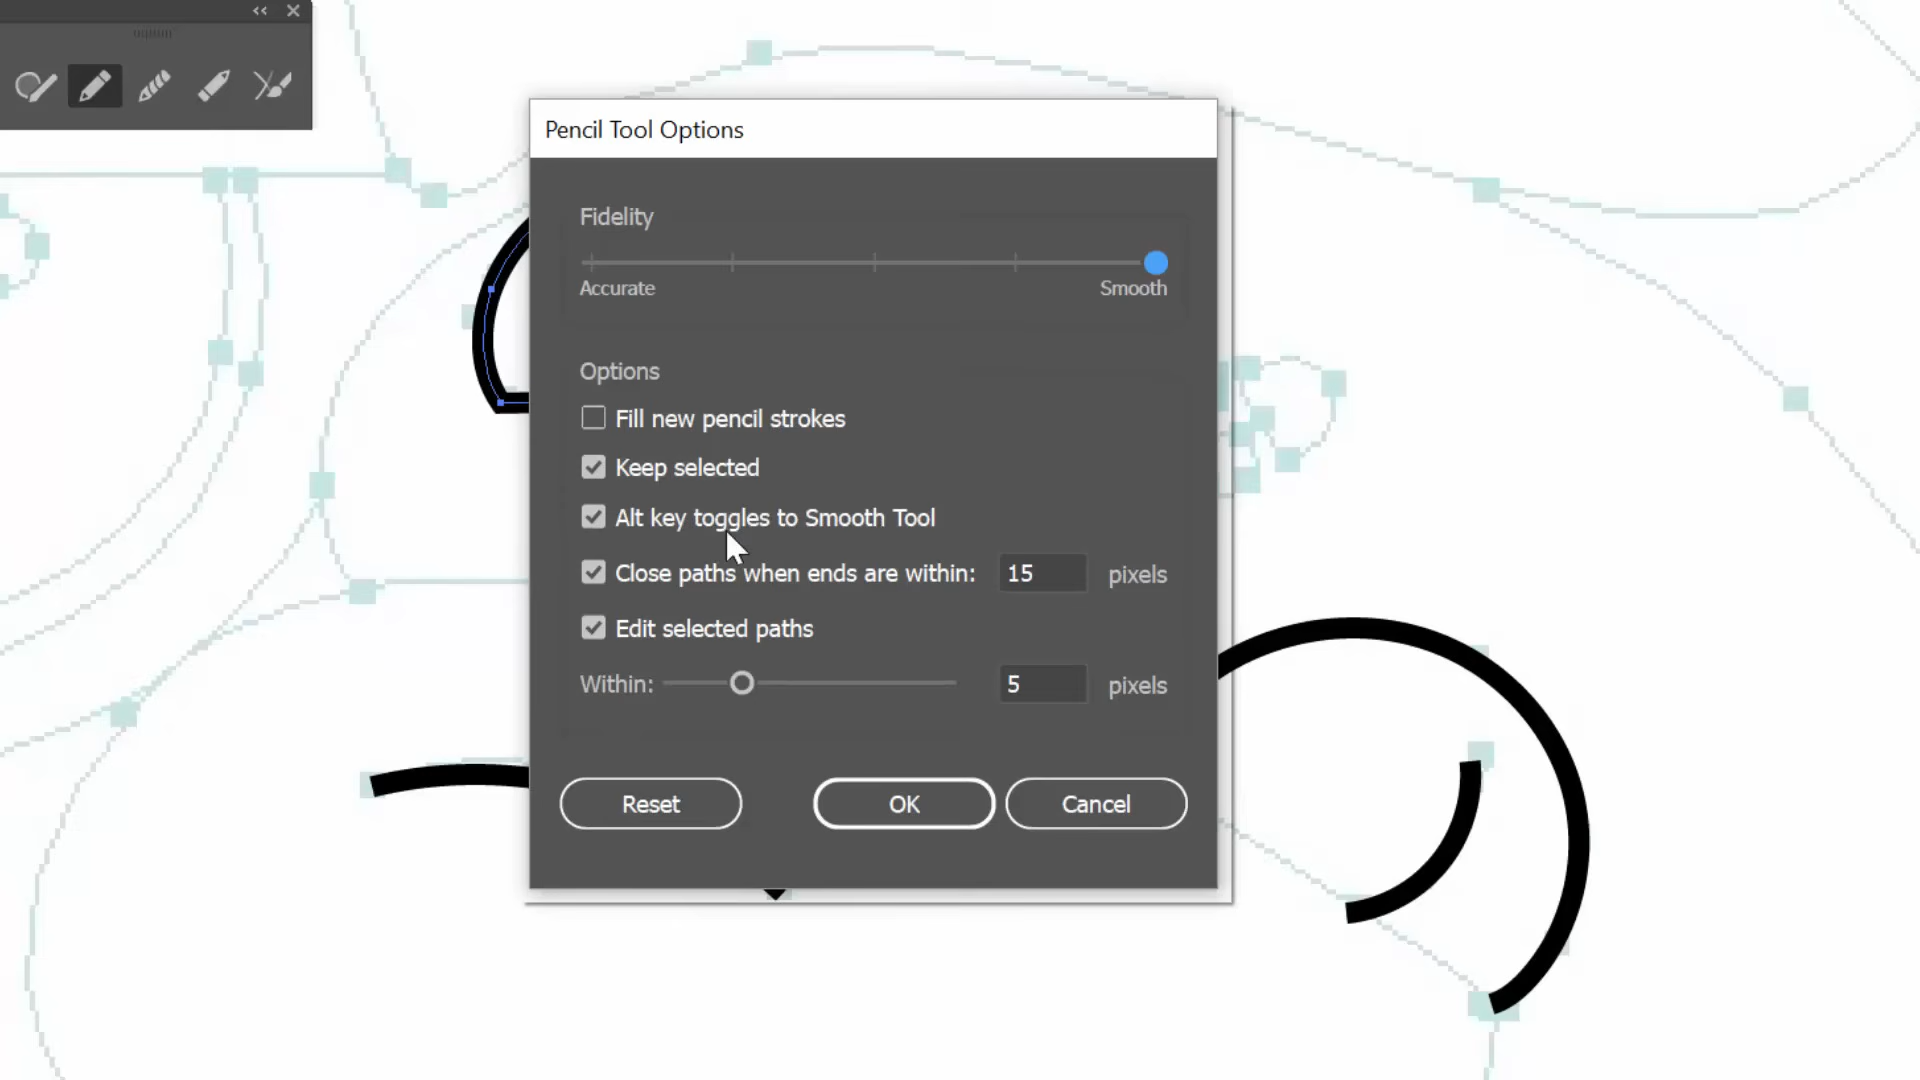 Pencil Tool Options
Fidelity
Accurate Smooth
Options
Fill new pencil strokes
Keep selected
Alt key toggles to Smooth Tool
Close paths when ends are within: 15 pixels
Edit selected paths
Within: 5 pixels
Reset OK Cancel